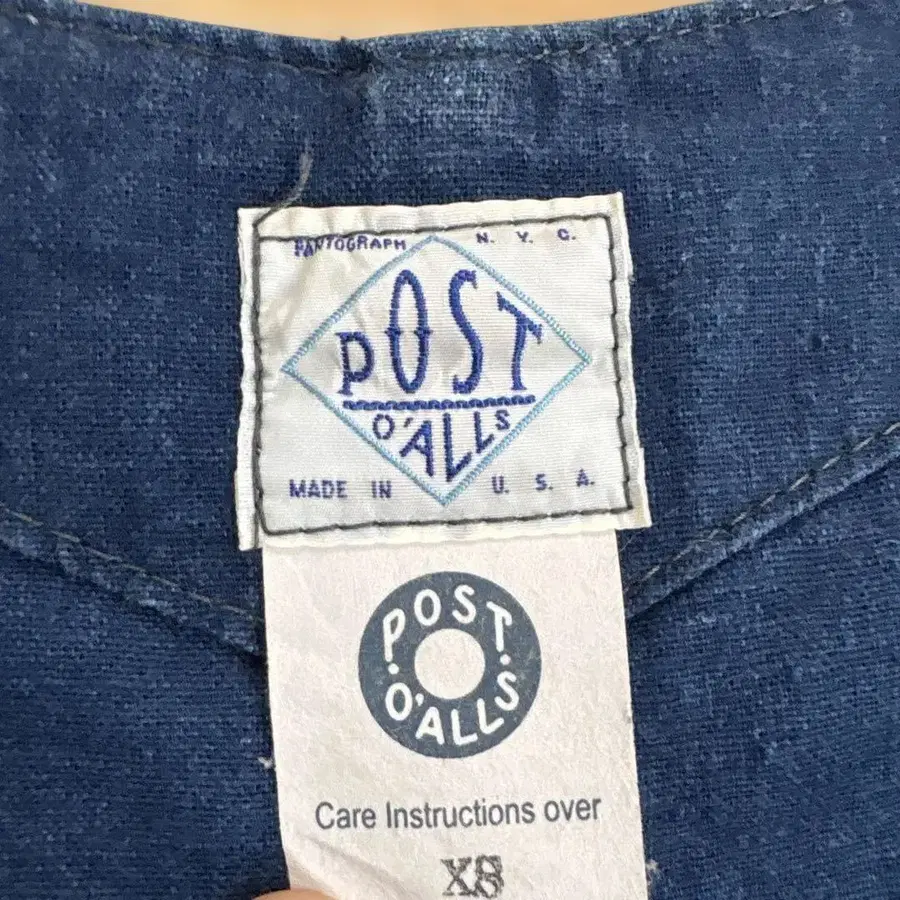 PANTOGRAPH N. Y. C.
POST
O'ALLS
MADE IN U. S. A.
POST
O'ALLS
Care Instructions over
XS